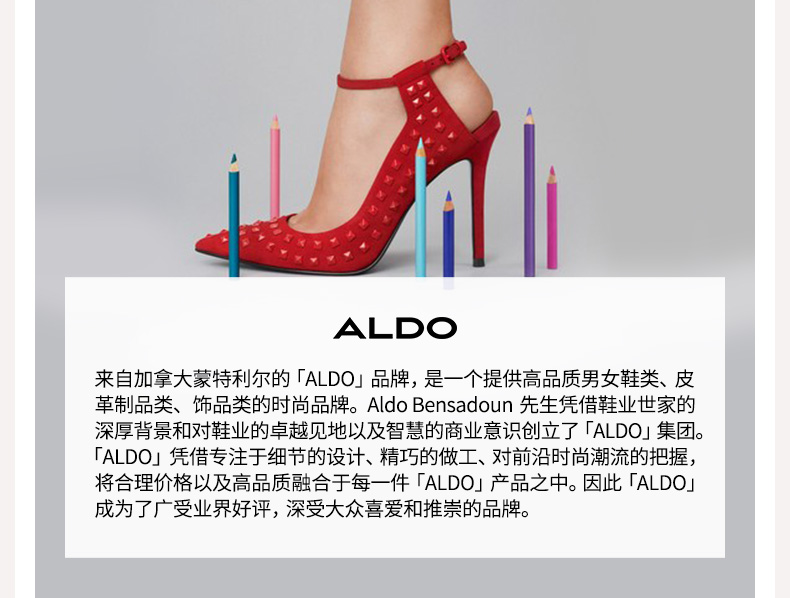 ALDO
来自加拿大蒙特利尔的「ALDO」品牌，是一个提供高品质男女鞋类、皮
革制品类、饰品类的时尚品牌。Aldo Bensadoun 先生凭借鞋业世家的
深厚背景和对鞋业的卓越见地以及智慧的商业意识创立了「ALDO」集团。
「ALDO」凭借专注于细节的设计、精巧的做工、对前沿时尚潮流的把握，
将合理价格以及高品质融合于每一件「ALDO」产品之中。因此「ALDO」
成为了广受业界好评，深受大众喜爱和推崇的品牌。